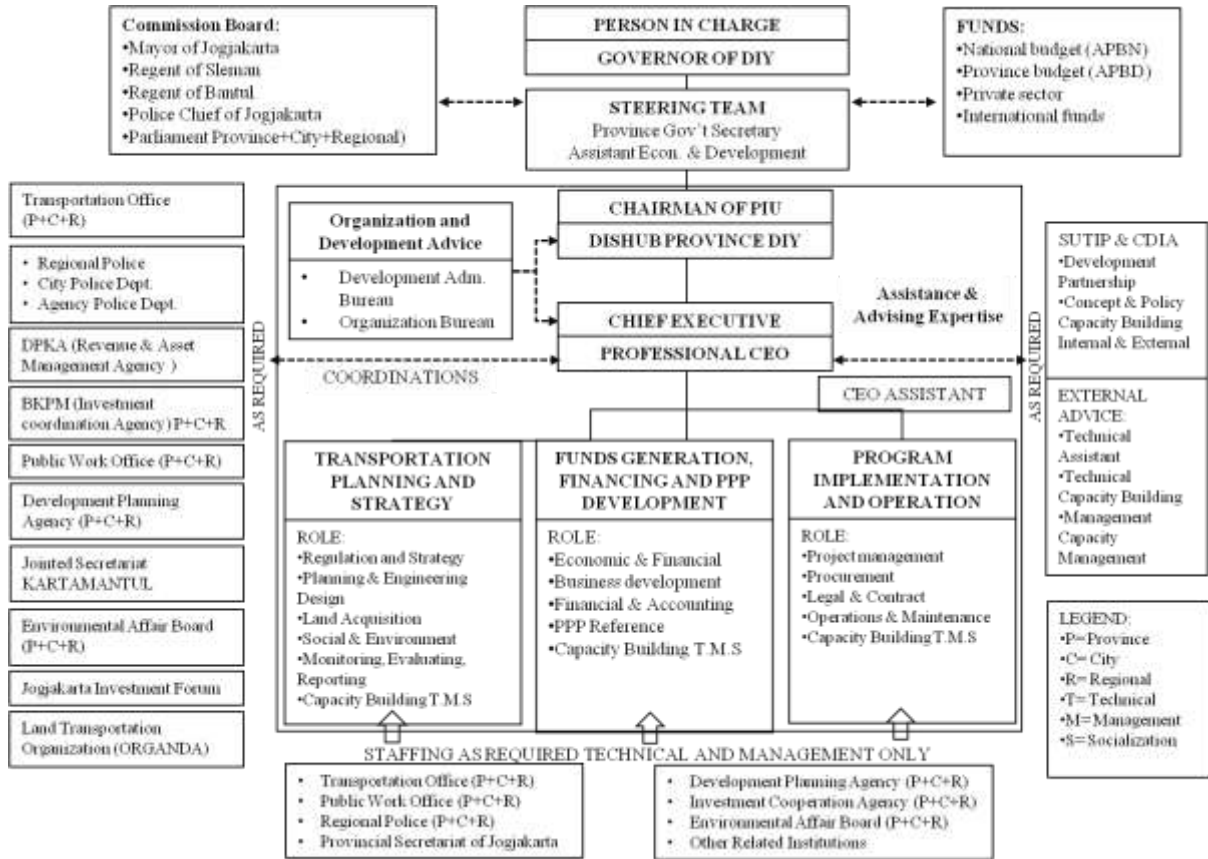 Commission Board:
•Mayor of Jogjakarta
•Regent of Sleman
•Regent of Bantul
•Police Chief of Jogjakarta
•Parliament Province+City+Regional)
PERSON IN CHARGE
GOVERNOR OF DIY
STEERING TEAM
Province Gov't Secretary
Assistant Econ. & Development
FUNDS:
•National budget (APBN)
•Province budget (APBD)
•Private sector
•International funds
Transportation Office
(P+C+R)
• Regional Police
• City Police Dept.
• Agency Police Dept.
DPKA (Revenue & Asset
Management Agency )
BKPM (Investment
coordination Agency) P+C+R
Public Work Office (P+C+R)
Development Planning
Agency (P+C+R)
Jointed Secretariat
KARTAMANTUL
Environmental Affair Board
(P+C+R)
Jogjakarta Investment Forum
Land Transportation
Organization (ORGANDA)
AS REQUIRED
Organization and
Development Advice
• Development Adm.
Bureau
• Organization Bureau
CHAIRMAN OF PIU
DISHUB PROVINCE DIY
CHIEF EXECUTIVE
PROFESSIONAL CEO
COORDINATIONS
Assistance &
Advising Expertise
CEO ASSISTANT
AS REQUIRED
TRANSPORTATION
PLANNING AND
STRATEGY
ROLE:
•Regulation and Strategy
•Planning & Engineering
Design
•Land Acquisition
•Social & Environment
•Monitoring, Evaluating,
Reporting
•Capacity Building T.M.S
FUNDS GENERATION,
FINANCING AND PPP
DEVELOPMENT
ROLE:
•Economic & Financial
•Business development
•Financial & Accounting
•PPP Reference
•Capacity Building T.M.S
PROGRAM
IMPLEMENTATION
AND OPERATION
ROLE:
•Project management
•Procurement
•Legal & Contract
•Operations & Maintenance
•Capacity Building T.M.S
SUTIP & CDIA
•Development
Partnership
•Concept & Policy
Capacity Building
Internal & External
EXTERNAL
ADVICE:
•Technical
Assistant
•Technical
Capacity Building
•Management
Capacity
Management
LEGEND:
•P=Province
•C= City
•R= Regional
•T= Technical
•M= Management
•S= Socialization
STAFFING AS REQUIRED TECHNICAL AND MANAGEMENT ONLY
• Transportation Office (P+C+R)
• Public Work Office (P+C+R)
• Regional Police (P+C+R)
• Provincial Secretariat of Jogjakarta
• Development Planning Agency (P+C+R)
• Investment Cooperation Agency (P+C+R)
• Environmental Affair Board (P+C+R)
• Other Related Institutions